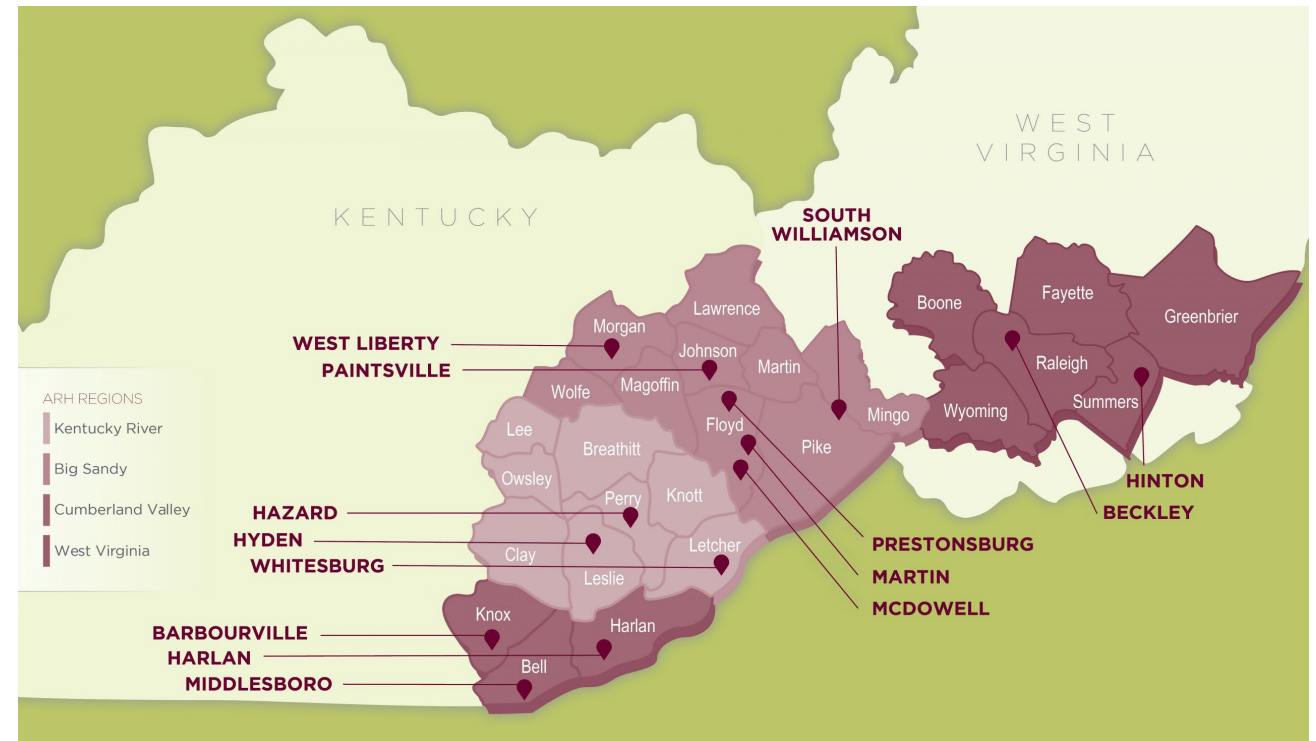 WEST
VIRGINIA
KENTUCKY
SOUTH
WILLIAMSON
Lawrence
Boone
Fayette
Greenbrier
Morgan
WEST LIBERTY
Johnson
PAINTSVILLE
Magoffin
Martin
Raleigh
Wolfe
Mingo
Wyoming
Summers
ARH REGIONS
Kentucky River
Big Sandy
Cumberland Valley
West Virginia
Lee
Floyd
Breathitt
Pike
Owsley
Perry
Knott
HINTON
BECKLEY
HAZARD
HYDEN
WHITESBURG
Clay
Letcher
Leslie
PRESTONSBURG
MARTIN
MCDOWELL
Knox
Harlan
BARBOURVILLE
HARLAN
Bell
MIDDLESBORO